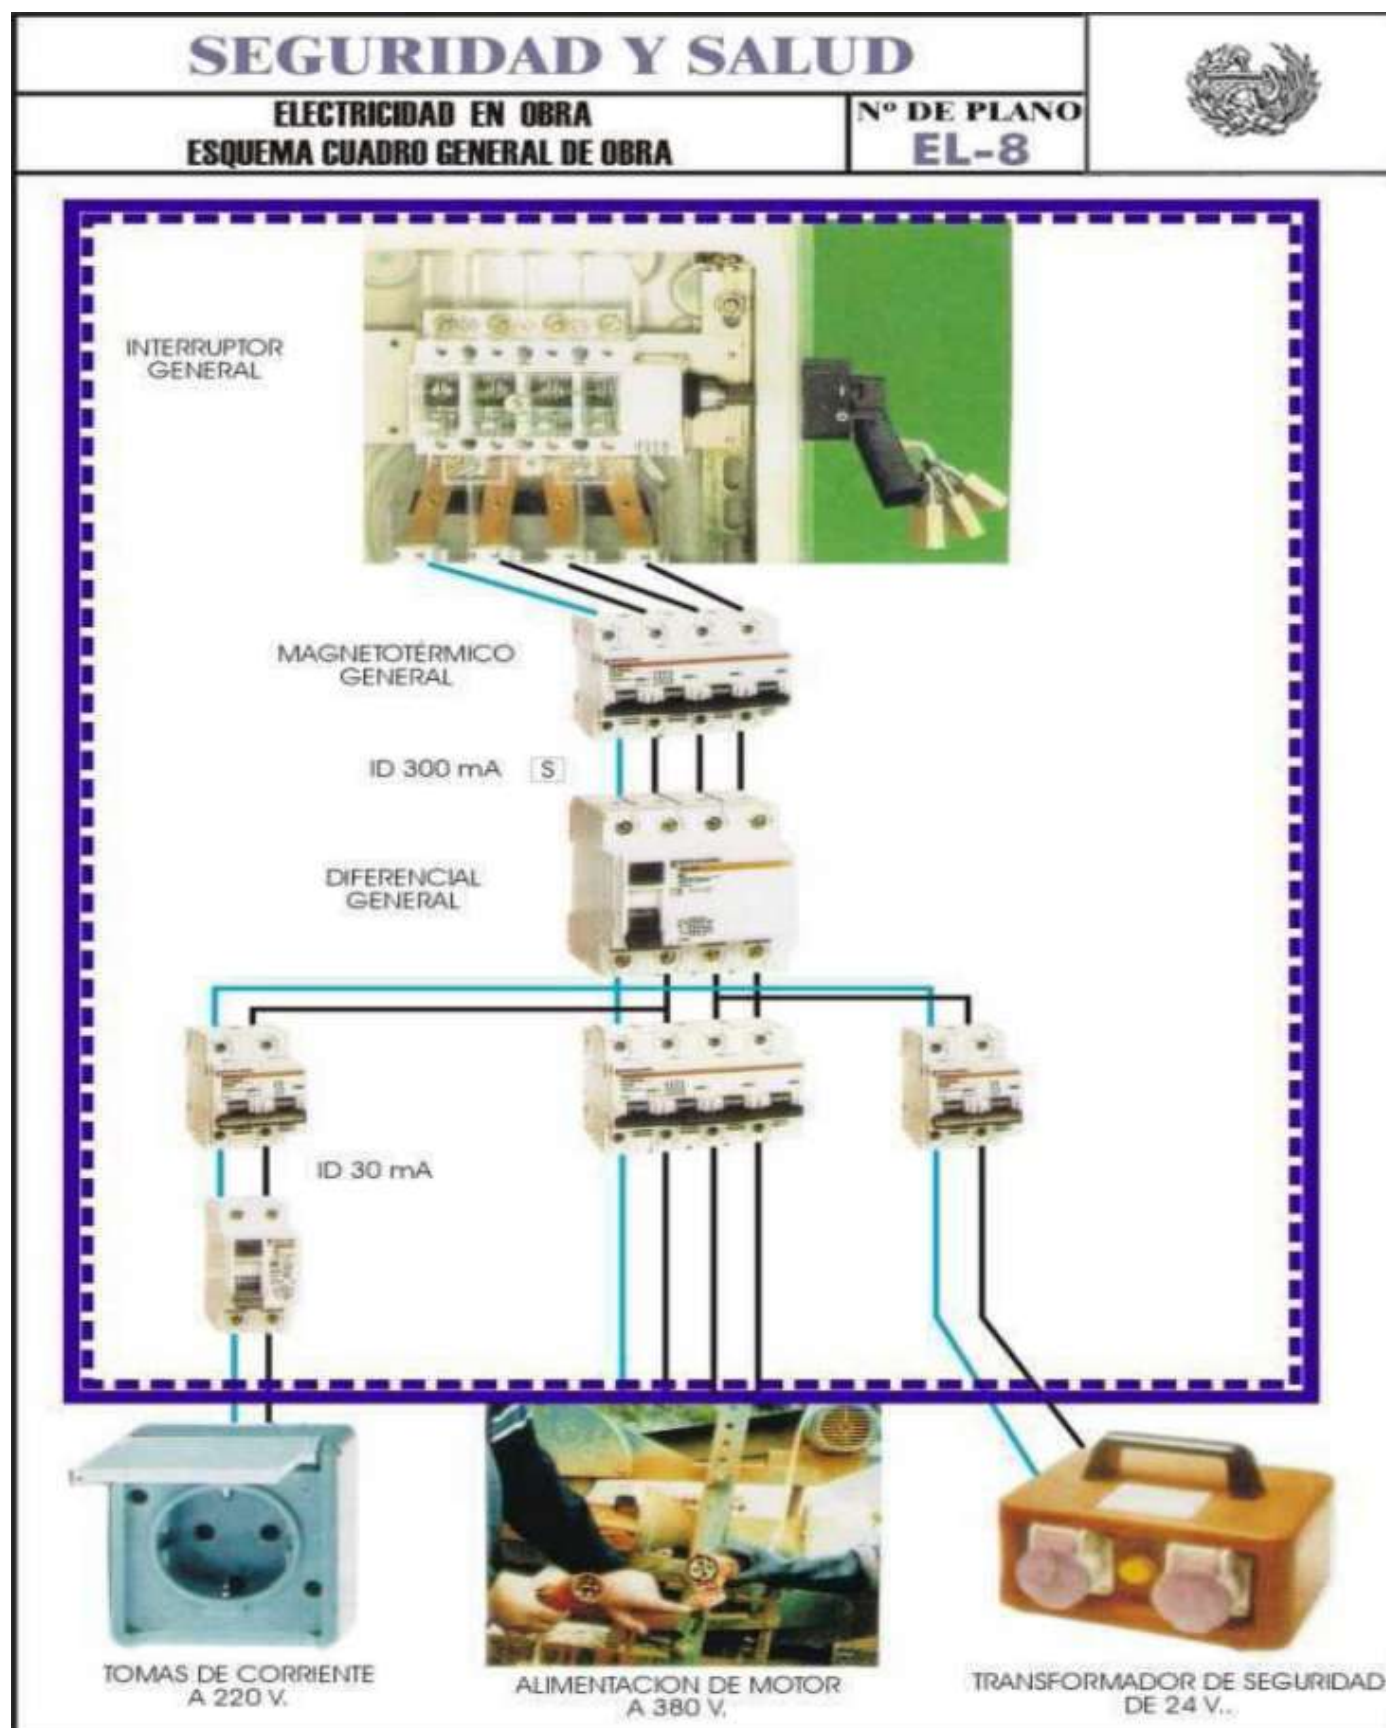 SEGURIDAD Y SALUD
ELECTRICIDAD EN OBRA
ESQUEMA CUADRO GENERAL DE OBRA
Nº DE PLANO
EL-8
INTERRUPTOR
GENERAL
MAGNETOTÉRMICO
GENERAL
ID 300 mA S
DIFERENCIAL
GENERAL
ID 30 mA
TOMAS DE CORRIENTE
A 220 V.
ALIMENTACION DE MOTOR
A 380 V.
TRANSFORMADOR DE SEGURIDAD
DE 24 V..